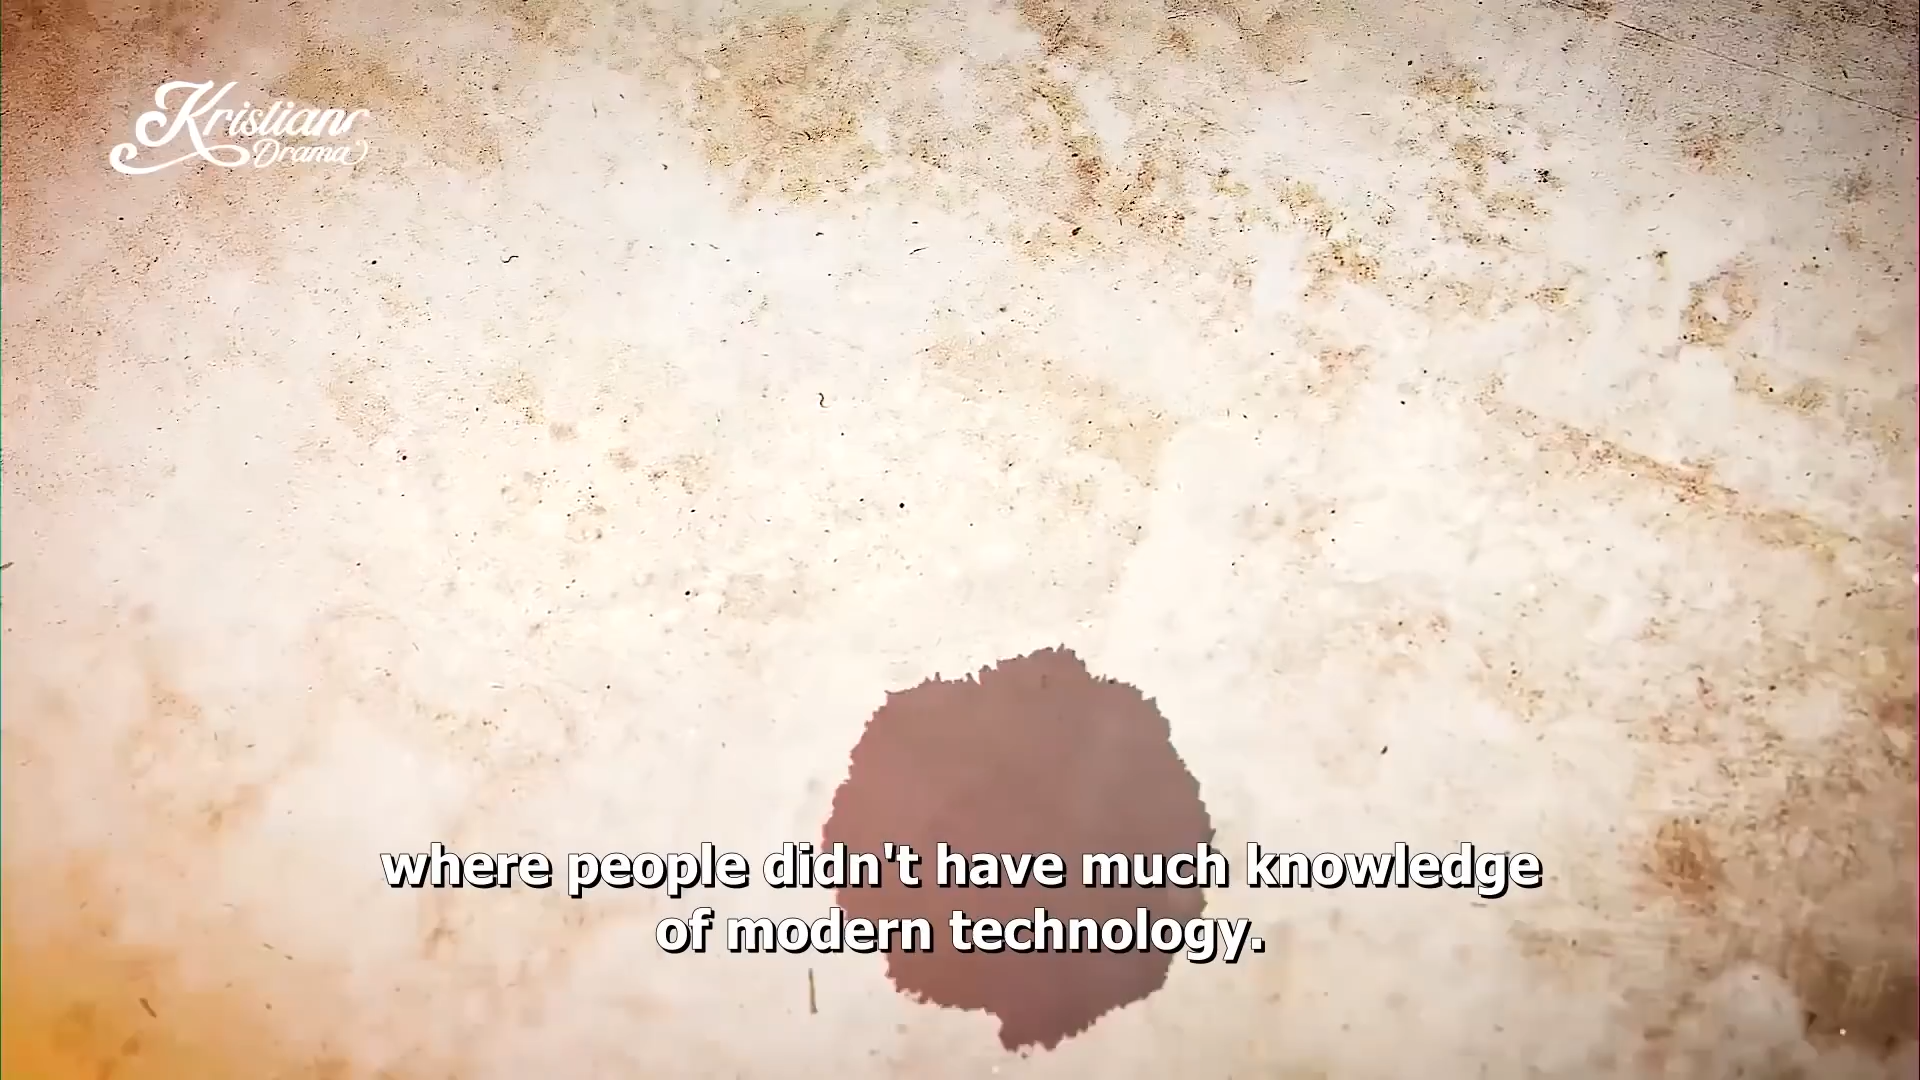 Kristian
Drama
where people didn't have much knowledge
of modern technology.